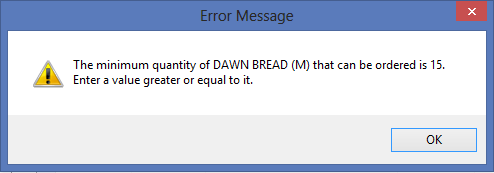 Error Message
The minimum quantity of DAWN BREAD (M) that can be ordered is 15.
Enter a value greater or equal to it.
OK